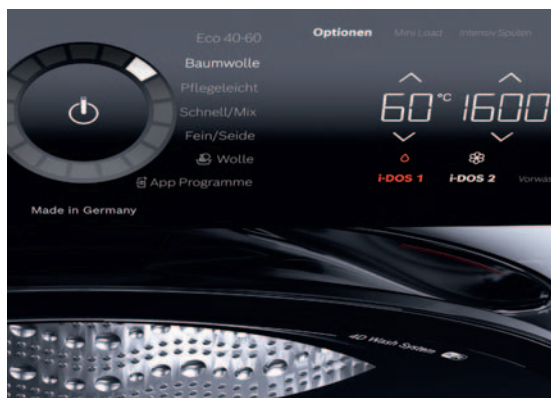 Eco 40-60
Optionen
Mini Load
Intensiv Spülen
Baumwolle
Pflegeleicht
60 °C
1600
Schnell/Mix
Fein/Seide
Wolle
i-DOS 1
i-DOS 2
App Programme
Made in Germany
4D Wash System